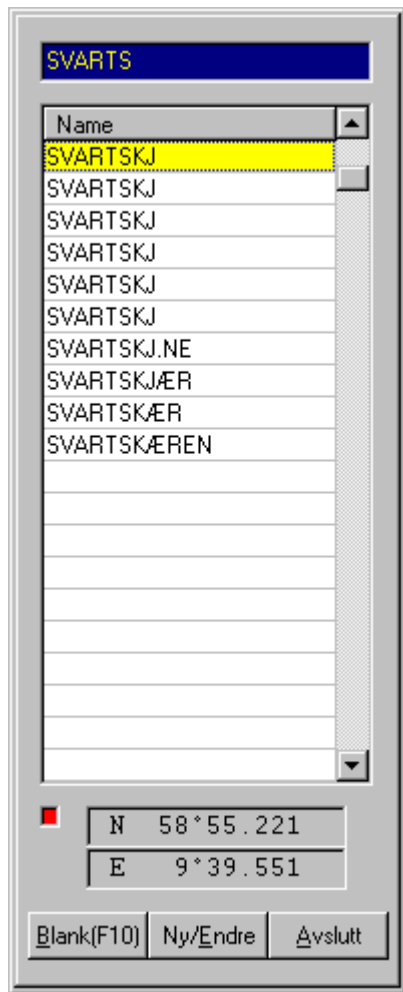 SVARTS
Name
SVARTSKJ
SVARTSKJ
SVARTSKJ
SVARTSKJ
SVARTSKJ
SVARTSKJ
SVARTSKJ.NE
SVARTSKJÆR
SVARTSKÆR
SVARTSKÆREN
N 58°55.221
E 9°39.551
Blank(F10) Ny/Endre Avslutt